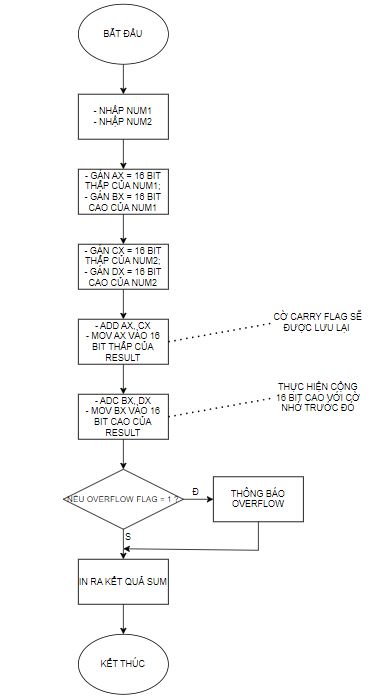 BẮT ĐẦU
- NHẬP NUM1
- NHẬP NUM2
- GÁN AX = 16 BIT
THẤP CỦA NUM1;
- GÁN BX = 16 BIT
CAO CỦA NUM1
- GÁN CX = 16 BIT
THẤP CỦA NUM2;
- GÁN DX = 16 BIT
CAO CỦA NUM2
- ADD AX, CX
- MOV AX VÀO 16
BIT THẤP CỦA
RESULT
CỜ CARRY FLAG SẼ
ĐƯỢC LƯU LẠI
- ADC BX, DX
- MOV BX VÀO 16
BIT CAO CỦA
RESULT
THỰC HIỆN CỘNG
16 BIT CAO VỚI CỜ
NHỚ TRƯỚC ĐÓ
NẾU OVERFLOW FLAG = 1 ?
Đ
THÔNG BÁO
OVERFLOW
S
IN RA KẾT QUẢ SUM
KẾT THÚC